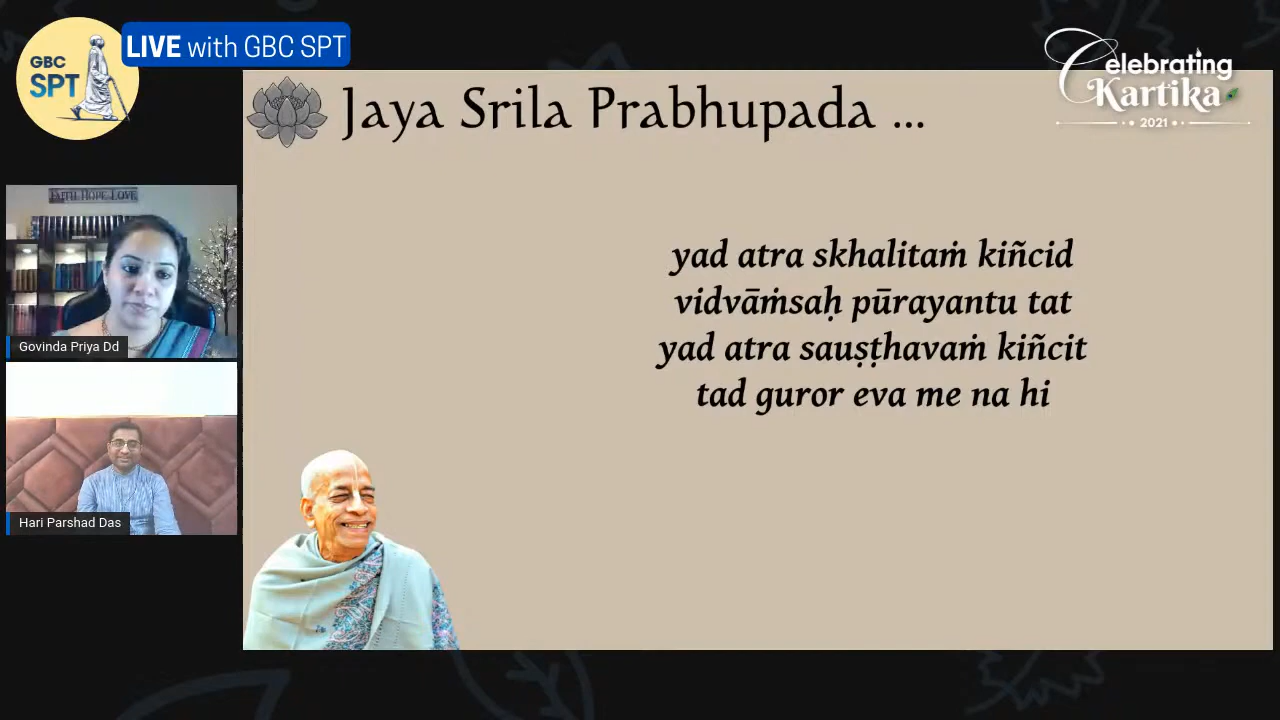 GBC
SPT
LIVE with GBC SPT
Celebrating
Kartika
2021
Jaya Srila Prabhupada ...
FAITH HOPE LOVE
yad atra skhalitaṁ kiñcid
vidvāṁsaḥ pūrayantu tat
yad atra sauṣṭhavaṁ kiñcit
tad guror eva me na hi
Govinda Priya Dd
Hari Parshad Das